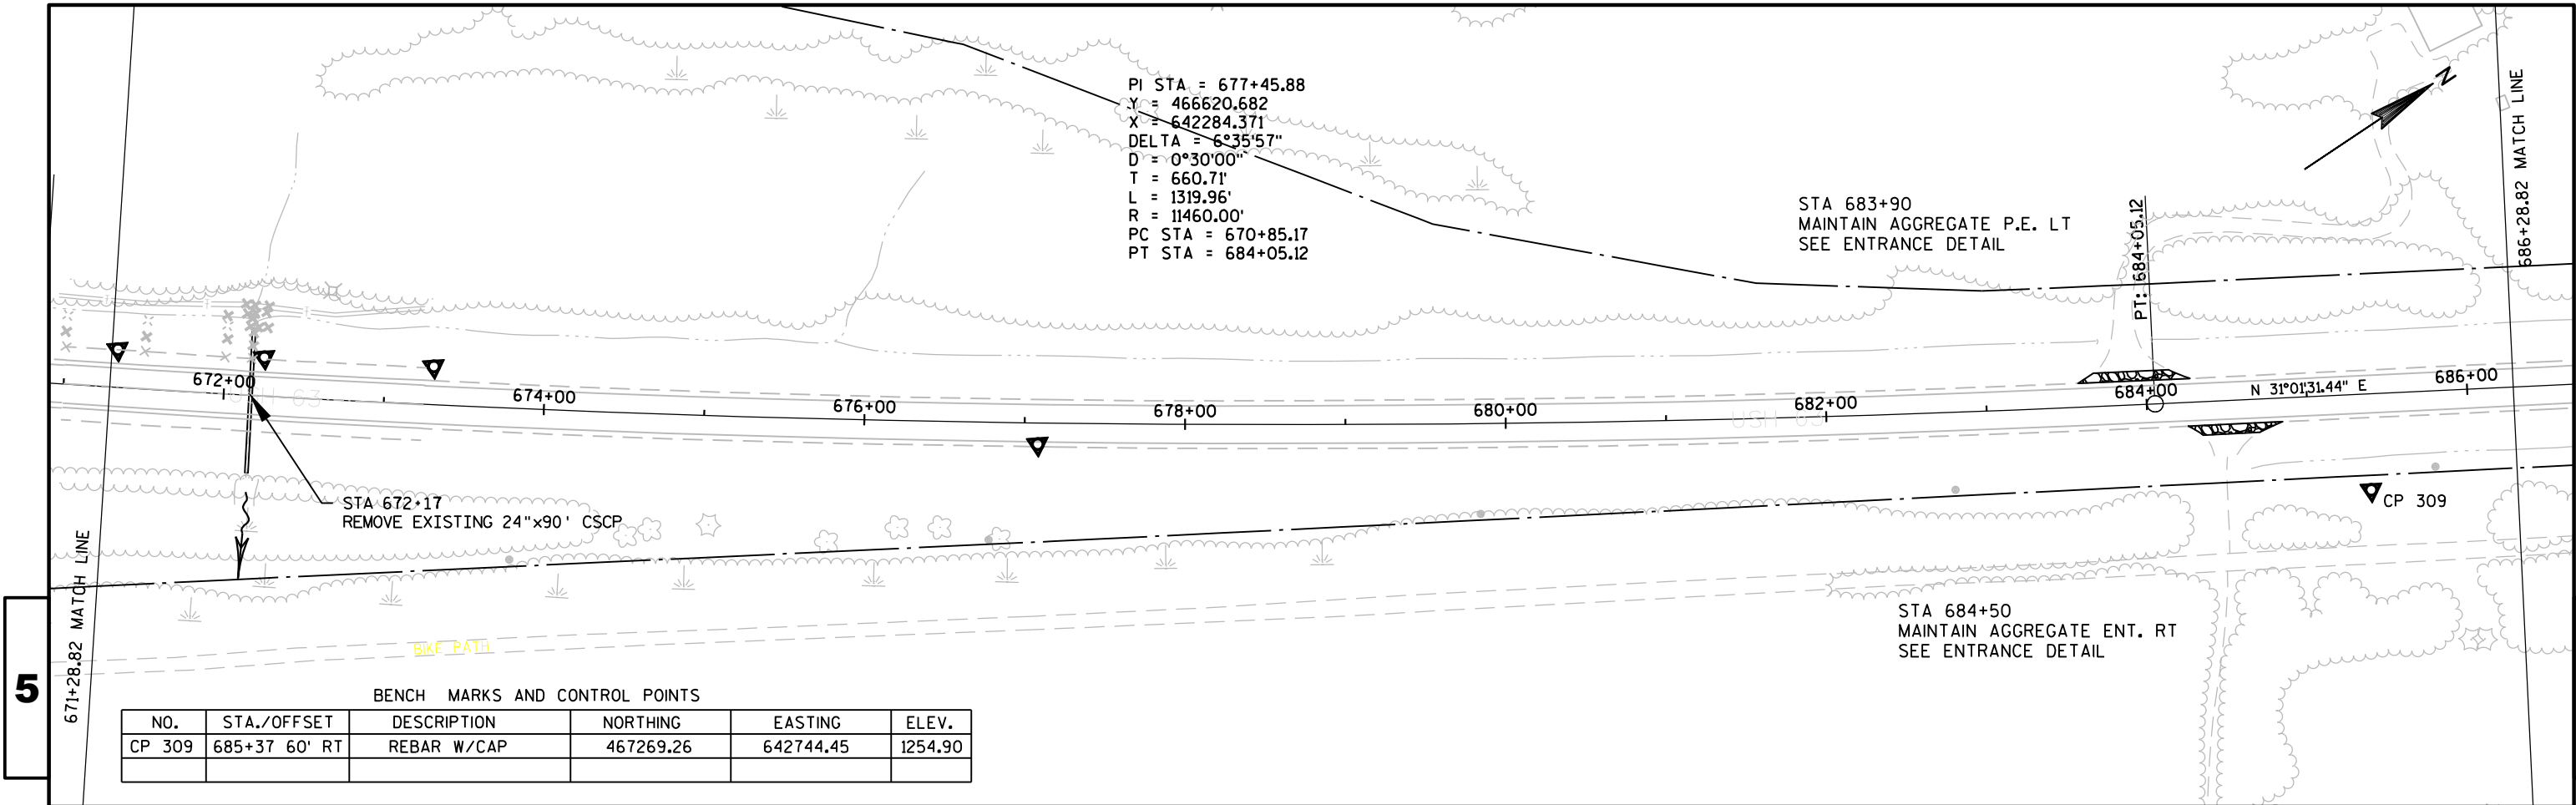 PI STA = 677+45.88
Y = 466620.682
X = 642284.371
DELTA = 6°35'57"
D = 0°30'00"
T = 660.71'
L = 1319.96'
R = 11460.00'
PC STA = 670+85.17
PT STA = 684+05.12
STA 683+90
MAINTAIN AGGREGATE P.E. LT
SEE ENTRANCE DETAIL
PT: 684+05.12
N
686+28.82 MATCH LINE
672+00
674+00
676+00
678+00
680+00
682+00
684+00
N 31°01'31.44" E
686+00
USH 63
USH 63
STA 672+17
REMOVE EXISTING 24"x90' CSCP
CP 309
671+28.82 MATCH LINE
STA 684+50
MAINTAIN AGGREGATE ENT. RT
SEE ENTRANCE DETAIL
BIKE PATH
5
BENCH MARKS AND CONTROL POINTS
NO. STA./OFFSET DESCRIPTION NORTHING EASTING ELEV.
CP 309 685+37 60' RT REBAR W/CAP 467269.26 642744.45 1254.90